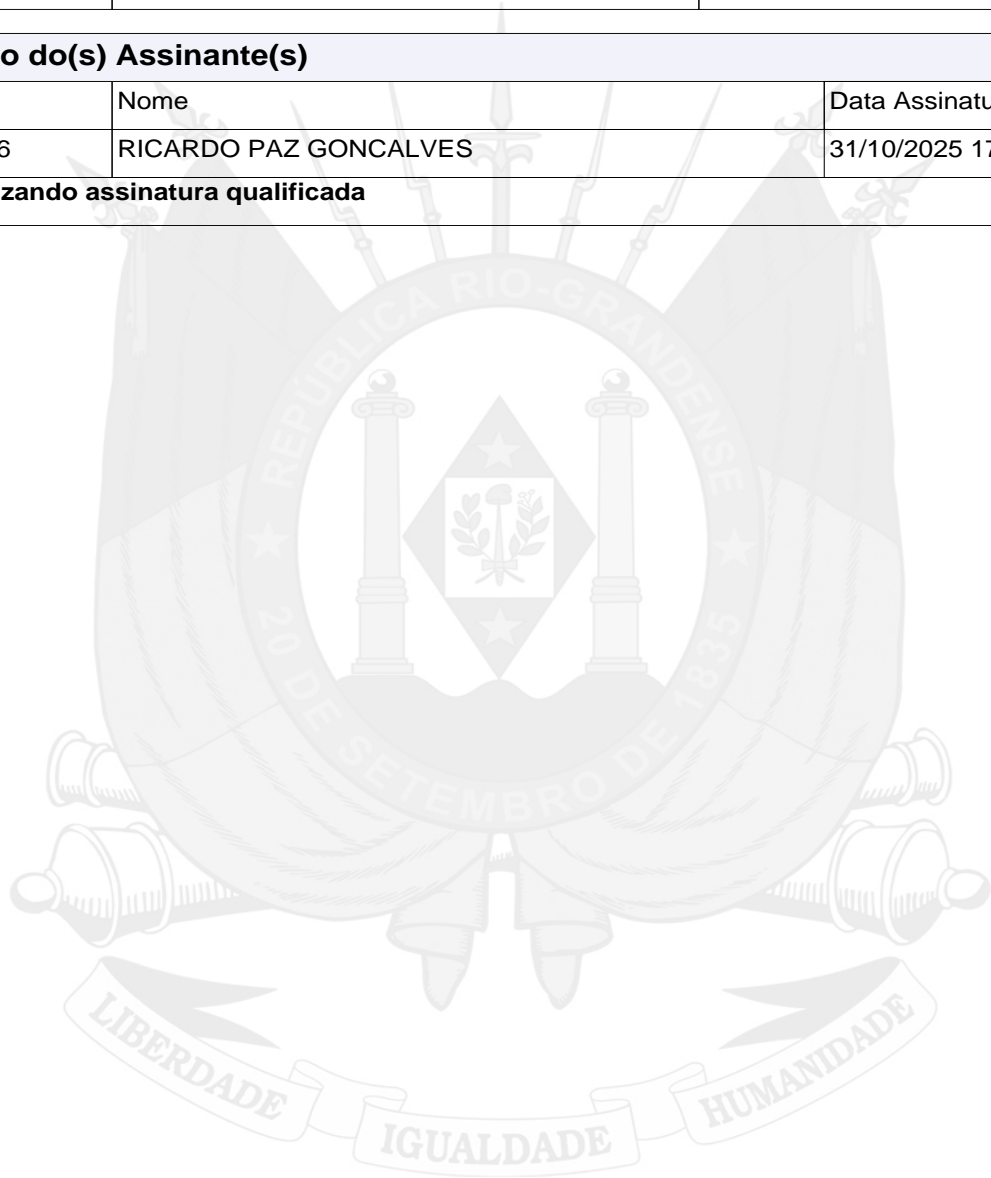 o do(s) Assinante(s)
Nome Data Assinatu
6 RICARDO PAZ GONCALVES 31/10/2025 17
zando assinatura qualificada
REPÚBLICA RIO-GRANDENSE
20 DE SETEMBRO DE 1835
LIBERDADE IGUALDADE HUMANIDADE